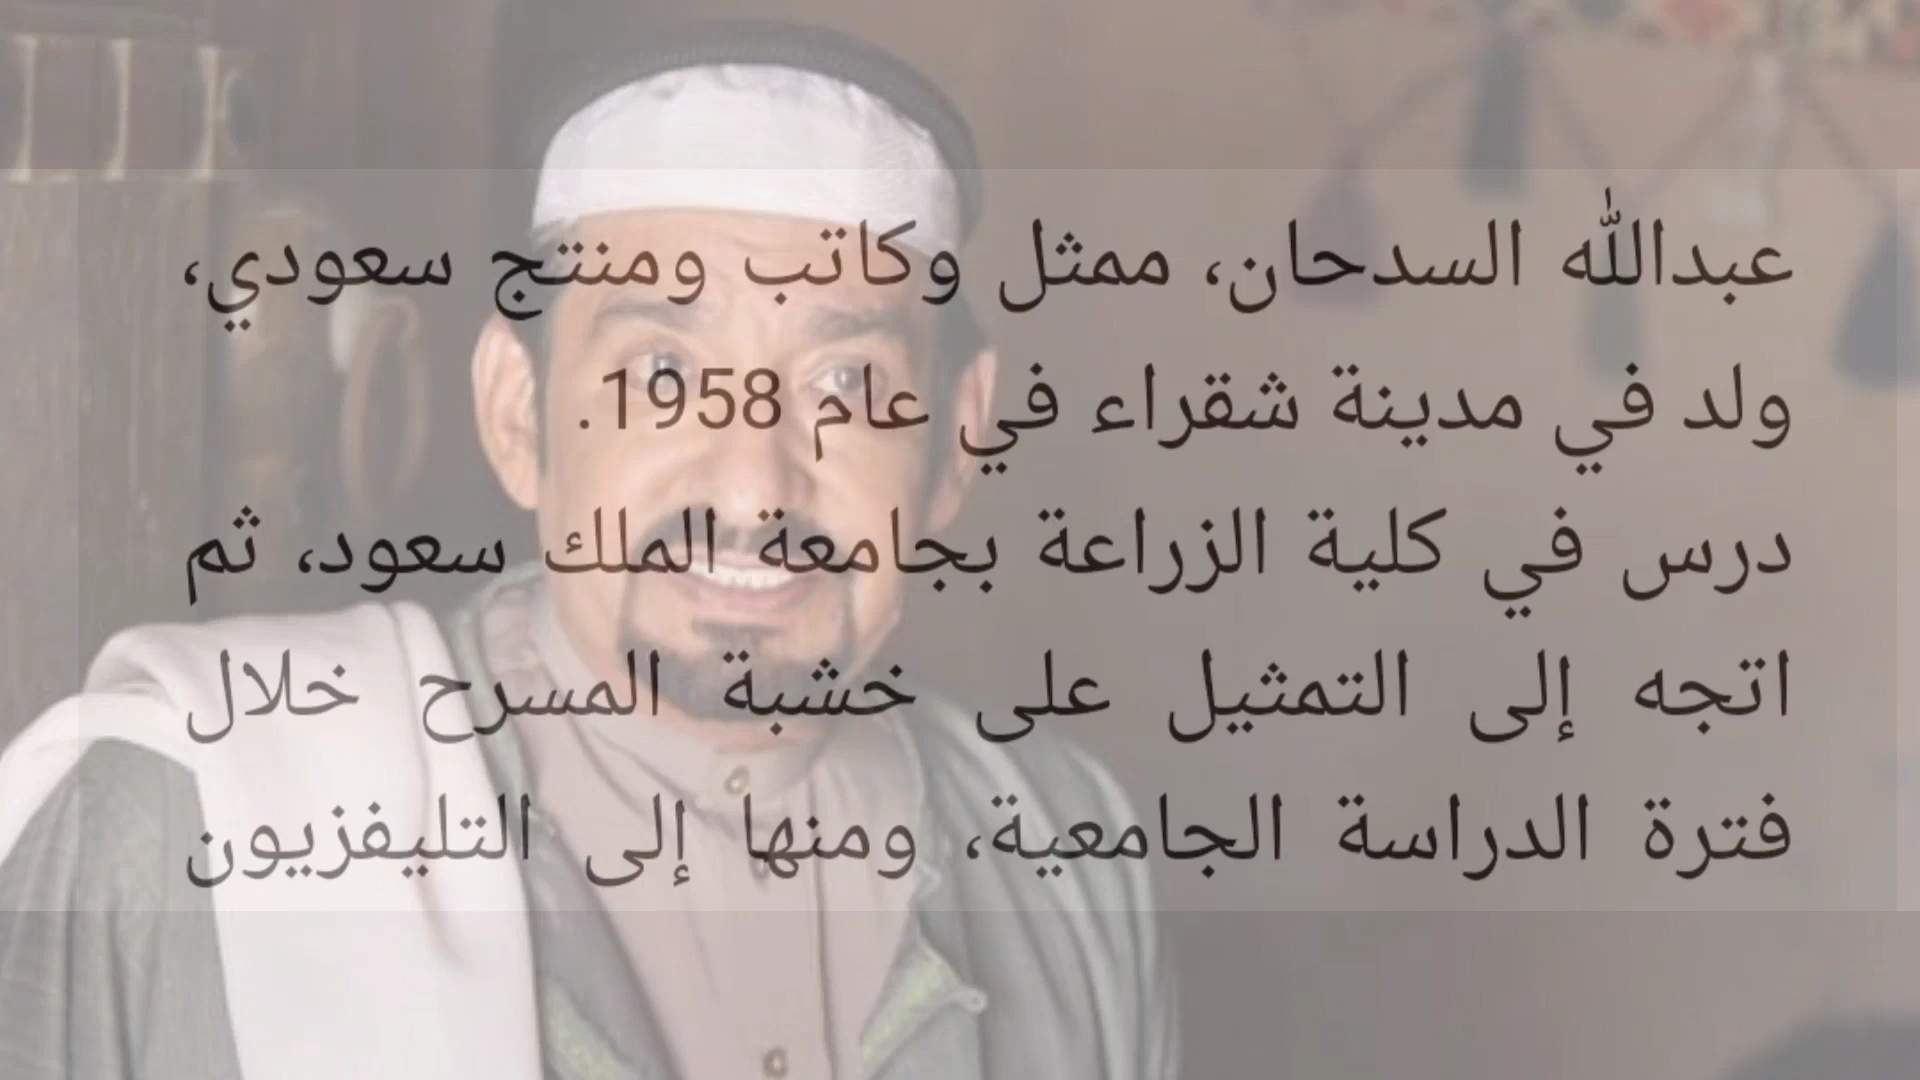 عبدالله السدحان، ممثل وكاتب ومنتج سعودي،
ولد في مدينة شقراء في عام 1958.
درس في كلية الزراعة بجامعة الملك سعود، ثم
اتجه إلى التمثيل على خشبة المسرح خلال
فترة الدراسة الجامعية، ومنها إلى التليفزيون